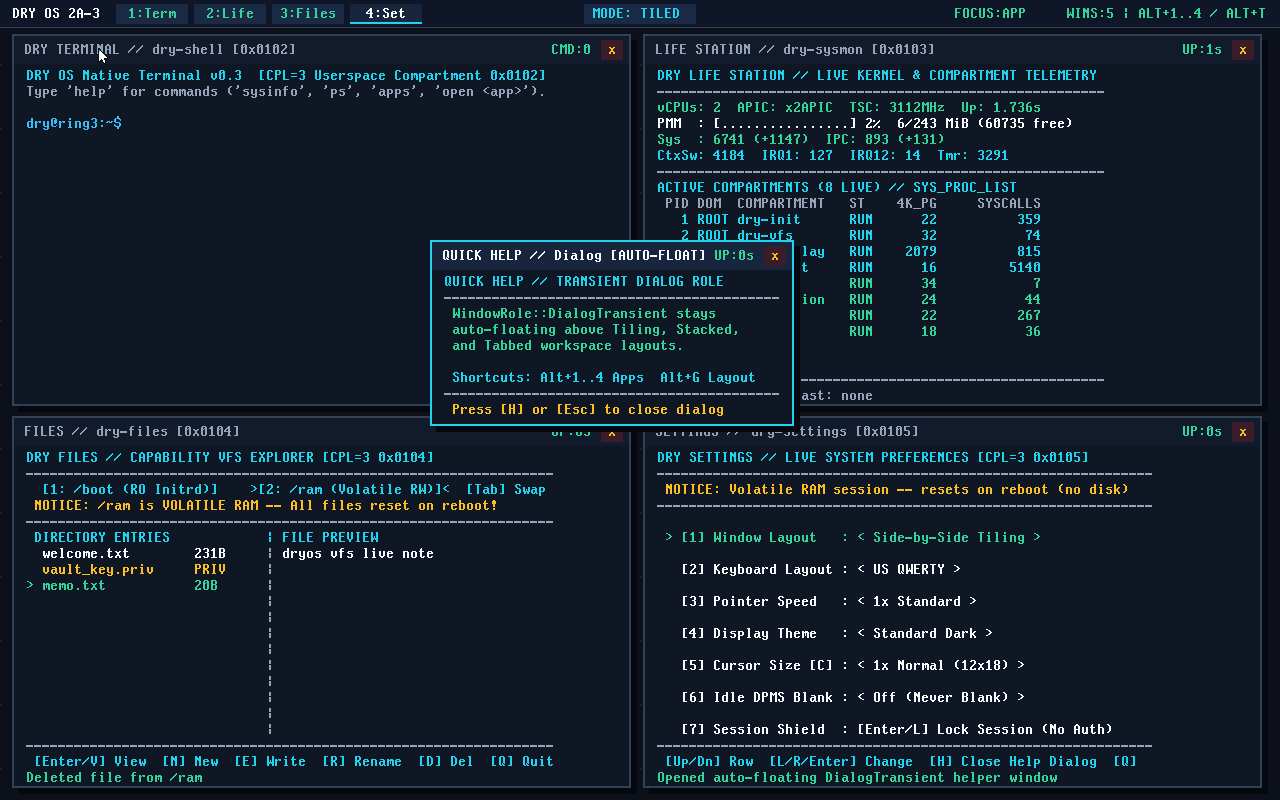 DRY OS 2A-3 1:Term 2:Life 3:Files 4:Set MODE: TILED FOCUS:APP WINS:5 ¦ ALT+1..4 / ALT+T
DRY TERMINAL // dry-shell [0x0102] CMD:0 x
DRY OS Native Terminal v0.3 [CPL=3 Userspace Compartment 0x0102]
Type 'help' for commands ('sysinfo', 'ps', 'apps', 'open <app>').
dry@ring3:~$
LIFE STATION // dry-sysmon [0x0103] UP:1s x
DRY LIFE STATION // LIVE KERNEL & COMPARTMENT TELEMETRY
vCPUs: 2 APIC: x2APIC TSC: 3112MHz Up: 1.736s
PMM : [................] 2% 6/243 MiB (60735 free)
Sys : 6741 (+1147) IPC: 893 (+131)
CtxSw: 4184 IRQ1: 127 IRQ12: 14 Tmr: 3291
ACTIVE COMPARTMENTS (8 LIVE) // SYS_PROC_LIST
PID DOM COMPARTMENT ST 4K_PG SYSCALLS
1 ROOT dry-init RUN 22 359
2 ROOT dry-vfs RUN 32 74
lay RUN 2079 815
t RUN 16 5140
RUN 34 7
ion RUN 24 44
RUN 22 267
RUN 18 36
ast: none
QUICK HELP // Dialog [AUTO-FLOAT] UP:0s x
QUICK HELP // TRANSIENT DIALOG ROLE
WindowRole::DialogTransient stays
auto-floating above Tiling, Stacked,
and Tabbed workspace layouts.
Shortcuts: Alt+1..4 Apps Alt+G Layout
Press [H] or [Esc] to close dialog
FILES // dry-files [0x0104] x
DRY FILES // CAPABILITY VFS EXPLORER [CPL=3 0x0104]
[1: /boot (RO Initrd)] >[2: /ram (Volatile RW)]< [Tab] Swap
NOTICE: /ram is VOLATILE RAM -- All files reset on reboot!
DIRECTORY ENTRIES ¦ FILE PREVIEW
welcome.txt 231B ¦ dryos vfs live note
vault_key.priv PRIV ¦
> memo.txt 20B ¦
[Enter/V] View [N] New [E] Write [R] Rename [D] Del [Q] Quit
Deleted file from /ram
SETTINGS // dry-settings [0x0105] UP:0s x
DRY SETTINGS // LIVE SYSTEM PREFERENCES [CPL=3 0x0105]
NOTICE: Volatile RAM session -- resets on reboot (no disk)
> [1] Window Layout : < Side-by-Side Tiling >
[2] Keyboard Layout : < US QWERTY >
[3] Pointer Speed : < 1x Standard >
[4] Display Theme : < Standard Dark >
[5] Cursor Size [C] : < 1x Normal (12x18) >
[6] Idle DPMS Blank : < Off (Never Blank) >
[7] Session Shield : [Enter/L] Lock Session (No Auth)
[Up/Dn] Row [L/R/Enter] Change [H] Close Help Dialog [Q]
Opened auto-floating DialogTransient helper window